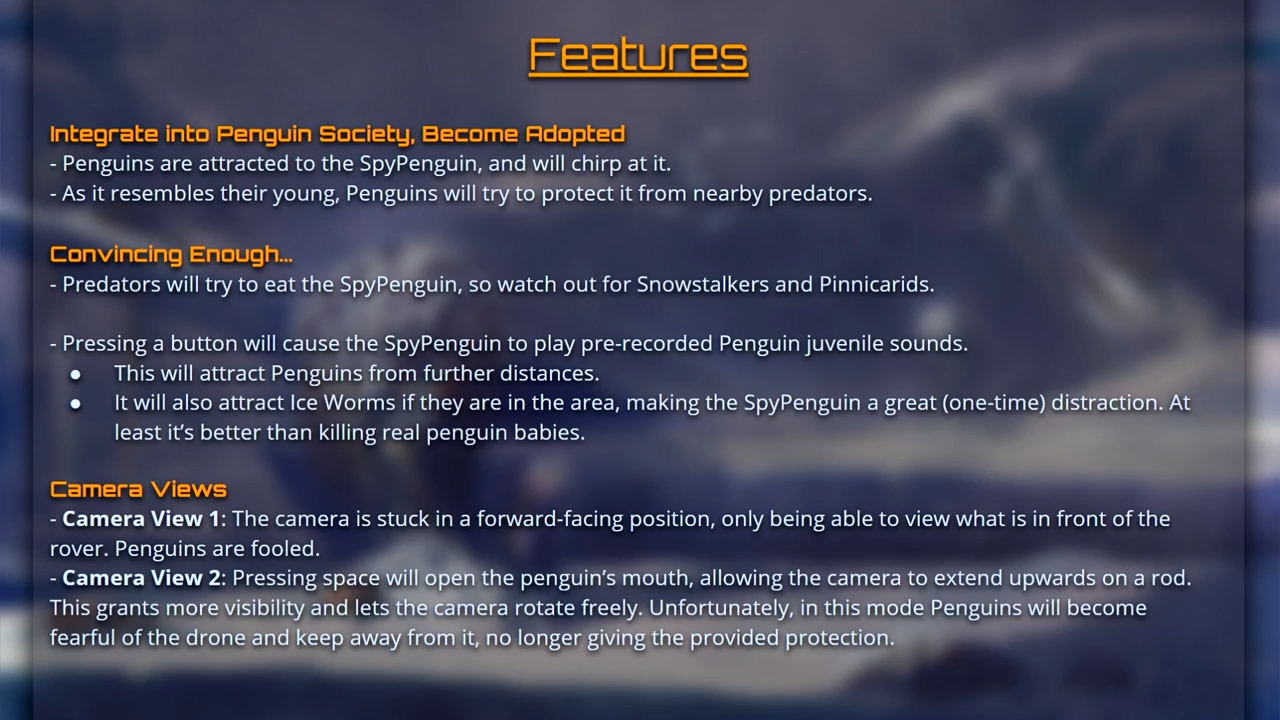 Features
Integrate into Penguin Society, Become Adopted
- Penguins are attracted to the SpyPenguin, and will chirp at it.
- As it resembles their young, Penguins will try to protect it from nearby predators.
Convincing Enough...
- Predators will try to eat the SpyPenguin, so watch out for Snowstalkers and Pinnicarids.
- Pressing a button will cause the SpyPenguin to play pre-recorded Penguin juvenile sounds.
● This will attract Penguins from further distances.
● It will also attract Ice Worms if they are in the area, making the SpyPenguin a great (one-time) distraction. At
least it’s better than killing real penguin babies.
Camera Views
- Camera View 1: The camera is stuck in a forward-facing position, only being able to view what is in front of the
rover. Penguins are fooled.
- Camera View 2: Pressing space will open the penguin’s mouth, allowing the camera to extend upwards on a rod.
This grants more visibility and lets the camera rotate freely. Unfortunately, in this mode Penguins will become
fearful of the drone and keep away from it, no longer giving the provided protection.